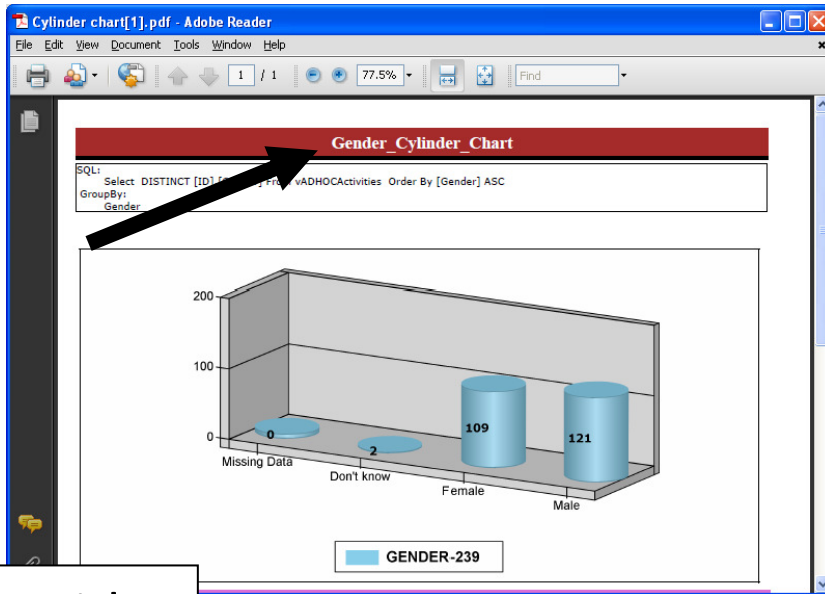 Cylinder chart[1].pdf - Adobe Reader
File Edit View Document Tools Window Help
1 / 1 77.5% Find
Gender_Cylinder_Chart
SQL:
Select DISTINCT [ID] vADHOCActivities Order By [Gender] ASC
GroupBy:
Gender
200
100
0
0
2
109
121
Missing Data
Don't know
Female
Male
GENDER-239